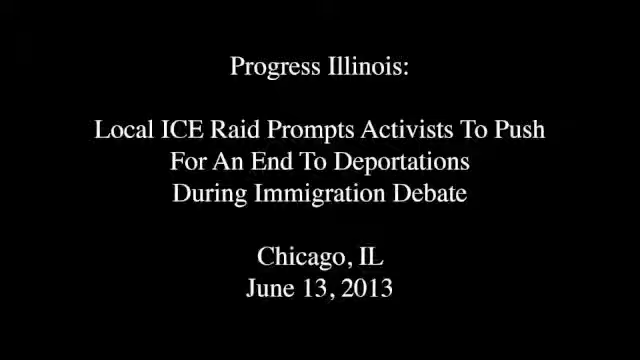 Progress Illinois:
Local ICE Raid Prompts Activists To Push
For An End To Deportations
During Immigration Debate
Chicago, IL
June 13, 2013